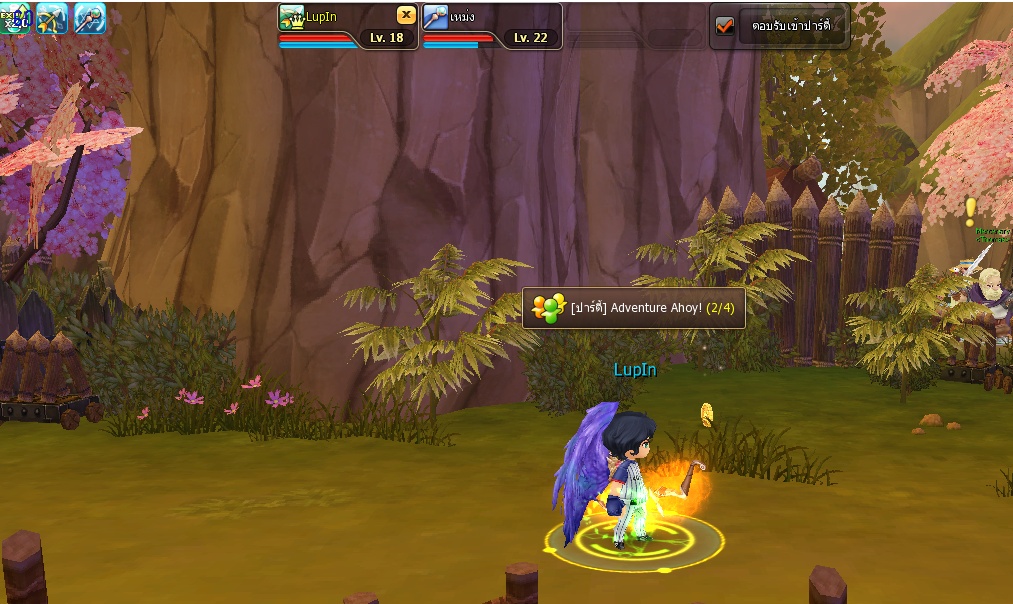 LupIn
Lv. 18
เหม่ง
Lv. 22
ตอบรับเข้าปาร์ตี้
[ปาร์ตี้] Adventure Ahoy! (2/4)
LupIn